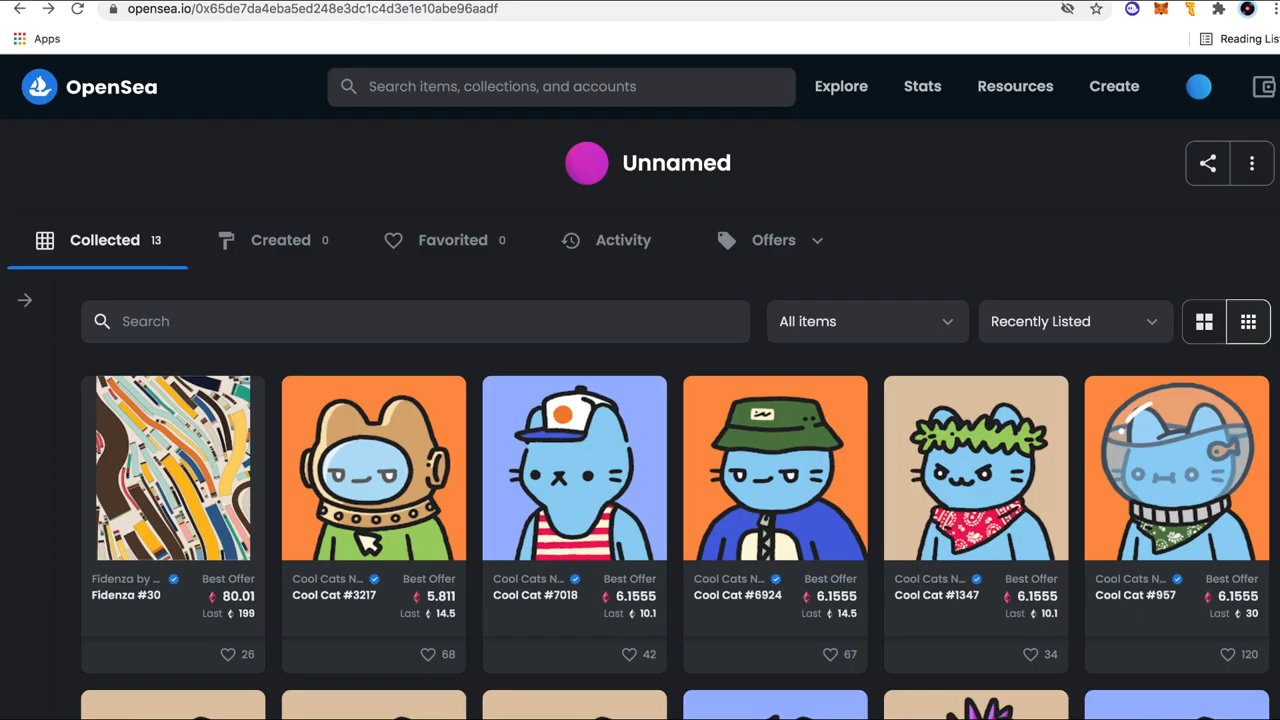 opensea.io/0x65de7da4eba5ed248e3dc1c4d3e1e10abe96aadf
Apps
Reading Lis
OpenSea
Search items, collections, and accounts
Explore
Stats
Resources
Create
Unnamed
Collected 13
Created 0
Favorited 0
Activity
Offers
Search
All items
Recently Listed
Fidenza by ... Best Offer
Fidenza #30 80.01
Last 199
26
Cool Cats N... Best Offer
Cool Cat #3217 5.811
Last 14.5
68
Cool Cats N... Best Offer
Cool Cat #7018 6.1555
Last 10.1
42
Cool Cats N... Best Offer
Cool Cat #6924 6.1555
Last 14.5
67
Cool Cats N... Best Offer
Cool Cat #1347 6.1555
Last 10.1
34
Cool Cats N... Best Offer
Cool Cat #957 6.1555
Last 30
120